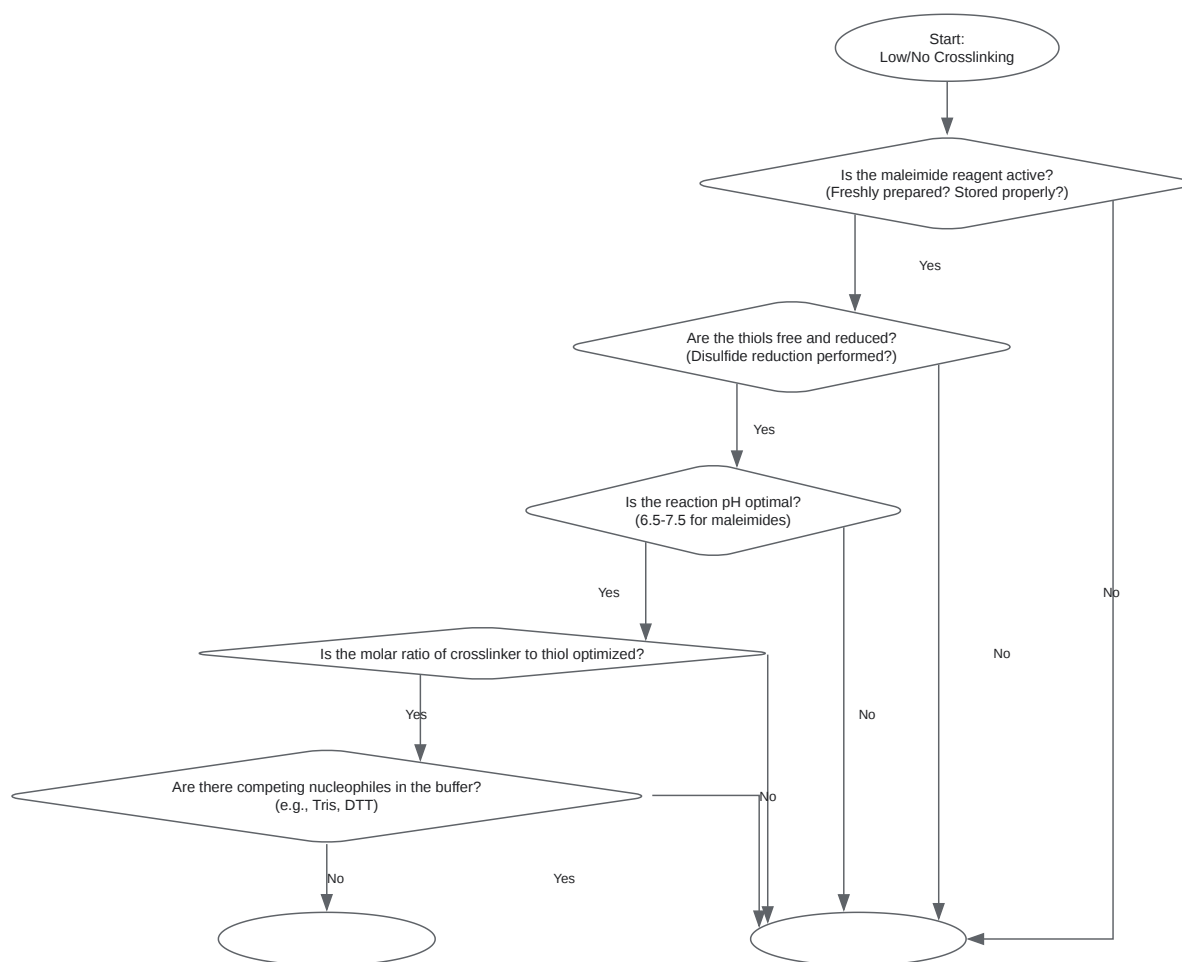 Start:
Low/No Crosslinking
Is the maleimide reagent active?
(Freshly prepared? Stored properly?)
Yes
Are the thiols free and reduced?
(Disulfide reduction performed?)
Yes
Is the reaction pH optimal?
(6.5-7.5 for maleimides)
Yes
No
Is the molar ratio of crosslinker to thiol optimized?
No
Yes
No
Are there competing nucleophiles in the buffer?
(e.g., Tris, DTT)
No
No
Yes